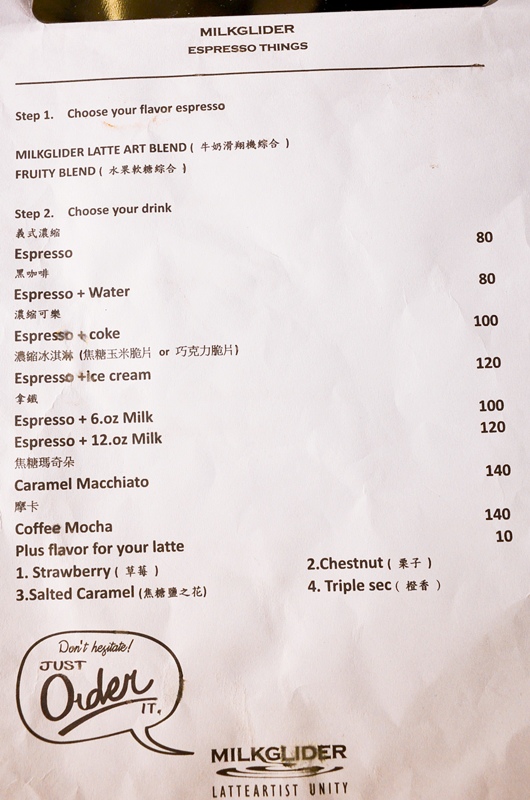 MILKGLIDER
ESPRESSO THINGS
Step 1. Choose your flavor espresso
MILKGLIDER LATTE ART BLEND ( 牛奶滑翔機綜合 )
FRUITY BLEND ( 水果軟糖綜合 )
Step 2. Choose your drink
義式濃縮
Espresso 80
黑咖啡
Espresso + Water 80
濃縮可樂
Espresso + coke 100
濃縮冰淇淋 (焦糖玉米脆片 or 巧克力脆片)
Espresso +Ice cream 120
拿鐵
Espresso + 6.oz Milk 100
Espresso + 12.oz Milk 120
焦糖瑪奇朵
Caramel Macchiato 140
摩卡
Coffee Mocha 140
Plus flavor for your latte 10
1. Strawberry ( 草莓 ) 2.Chestnut ( 栗子 )
3.Salted Caramel (焦糖鹽之花) 4. Triple sec ( 橙香 )
Don't hesitate!
JUST
Order
IT.
MILKGLIDER
LATTEARTIST UNITY